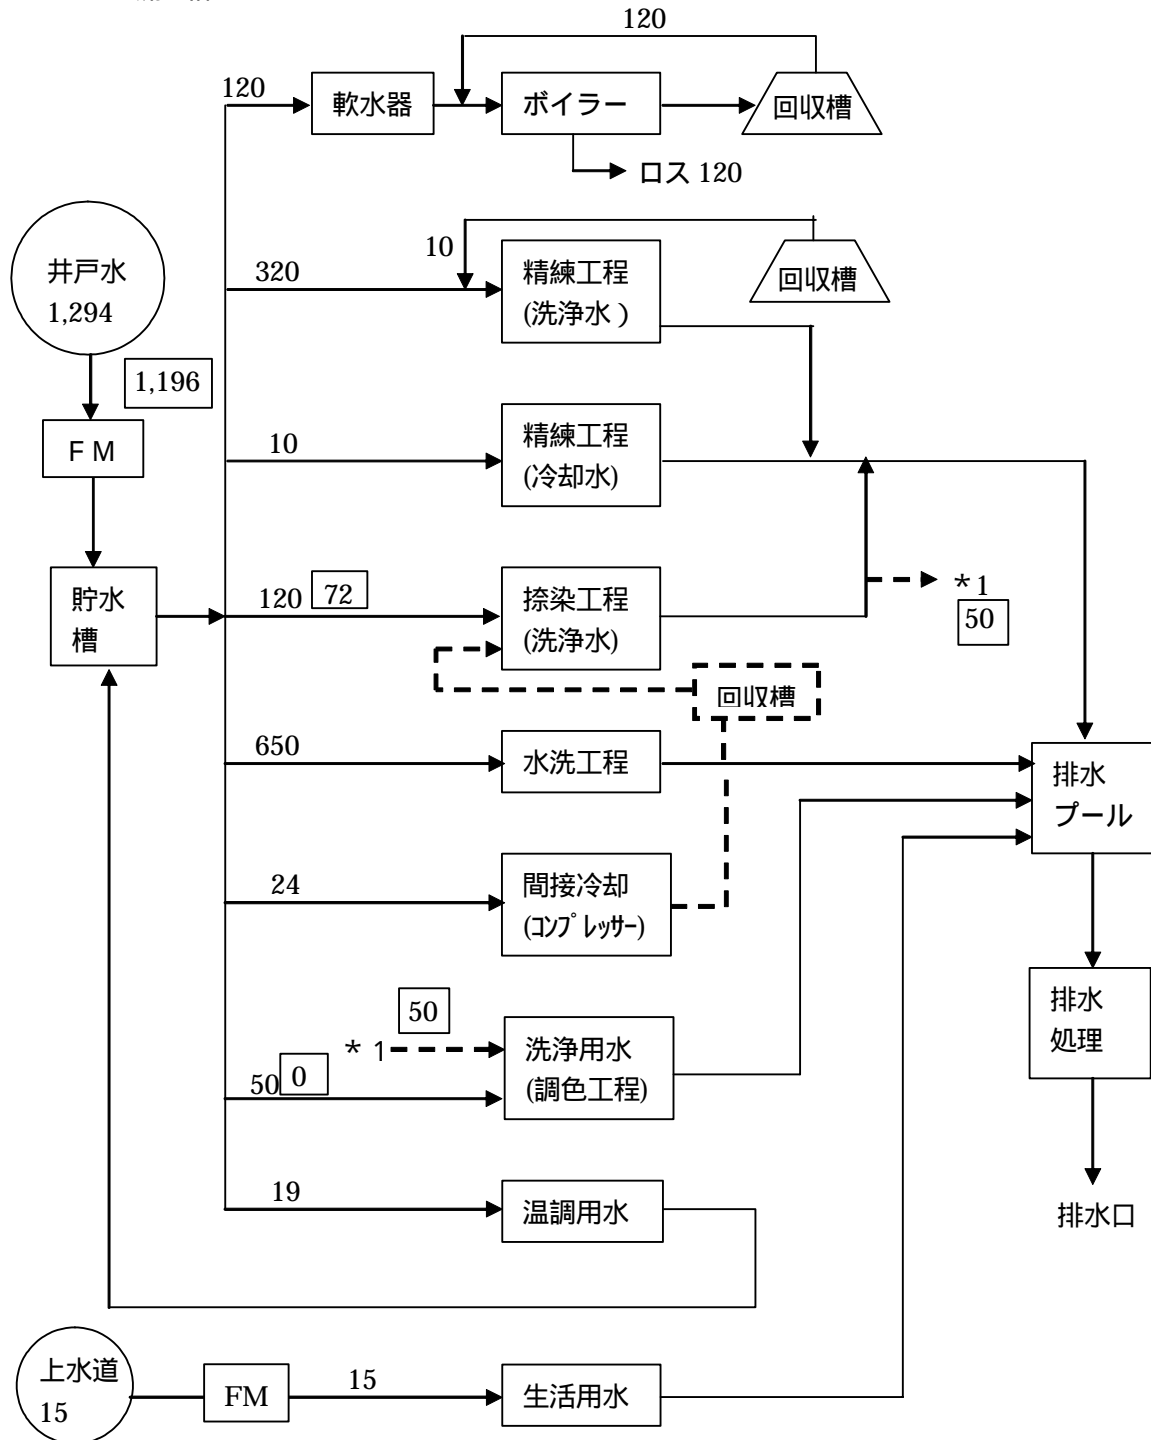 120
120
軟水器
ボイラー
回収槽
ロス 120
井戸水
1,294
320
10
精練工程
(洗浄水）
回収槽
1,196
ＦＭ
10
精練工程
(冷却水)
貯水
槽
120
72
捺染工程
(洗浄水)
＊1
50
回収槽
650
水洗工程
排水
プール
24
間接冷却
(ｺﾝﾌﾟﾚｯｻｰ)
50
＊1
50
0
洗浄用水
(調色工程)
排水
処理
19
温調用水
排水口
上水道
15
FM
15
生活用水